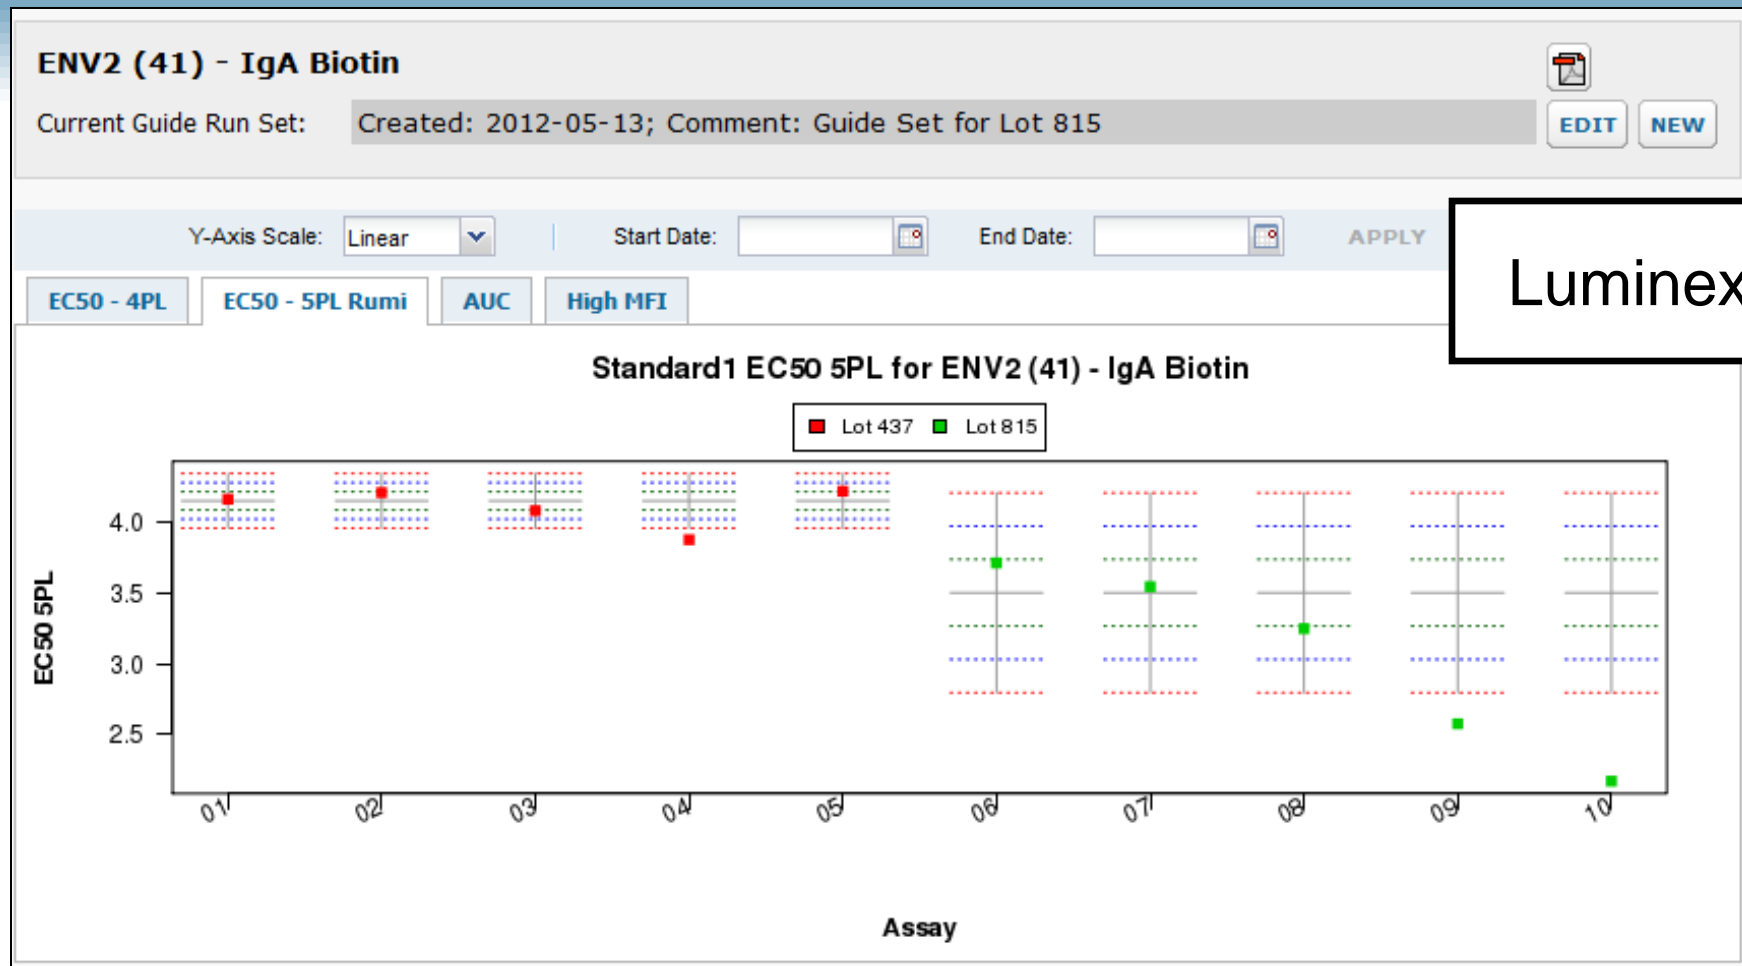 ENV2 (41) - IgA Biotin
Current Guide Run Set: Created: 2012-05-13; Comment: Guide Set for Lot 815 EDIT NEW
Y-Axis Scale: Linear Start Date: End Date: APPLY
Luminex
EC50 - 4PL EC50 - 5PL Rumi AUC High MFI
Standard1 EC50 5PL for ENV2 (41) - IgA Biotin
Lot 437 Lot 815
EC50 5PL
4.0
3.5
3.0
2.5
01 02 03 04 05 06 07 08 09 10
Assay